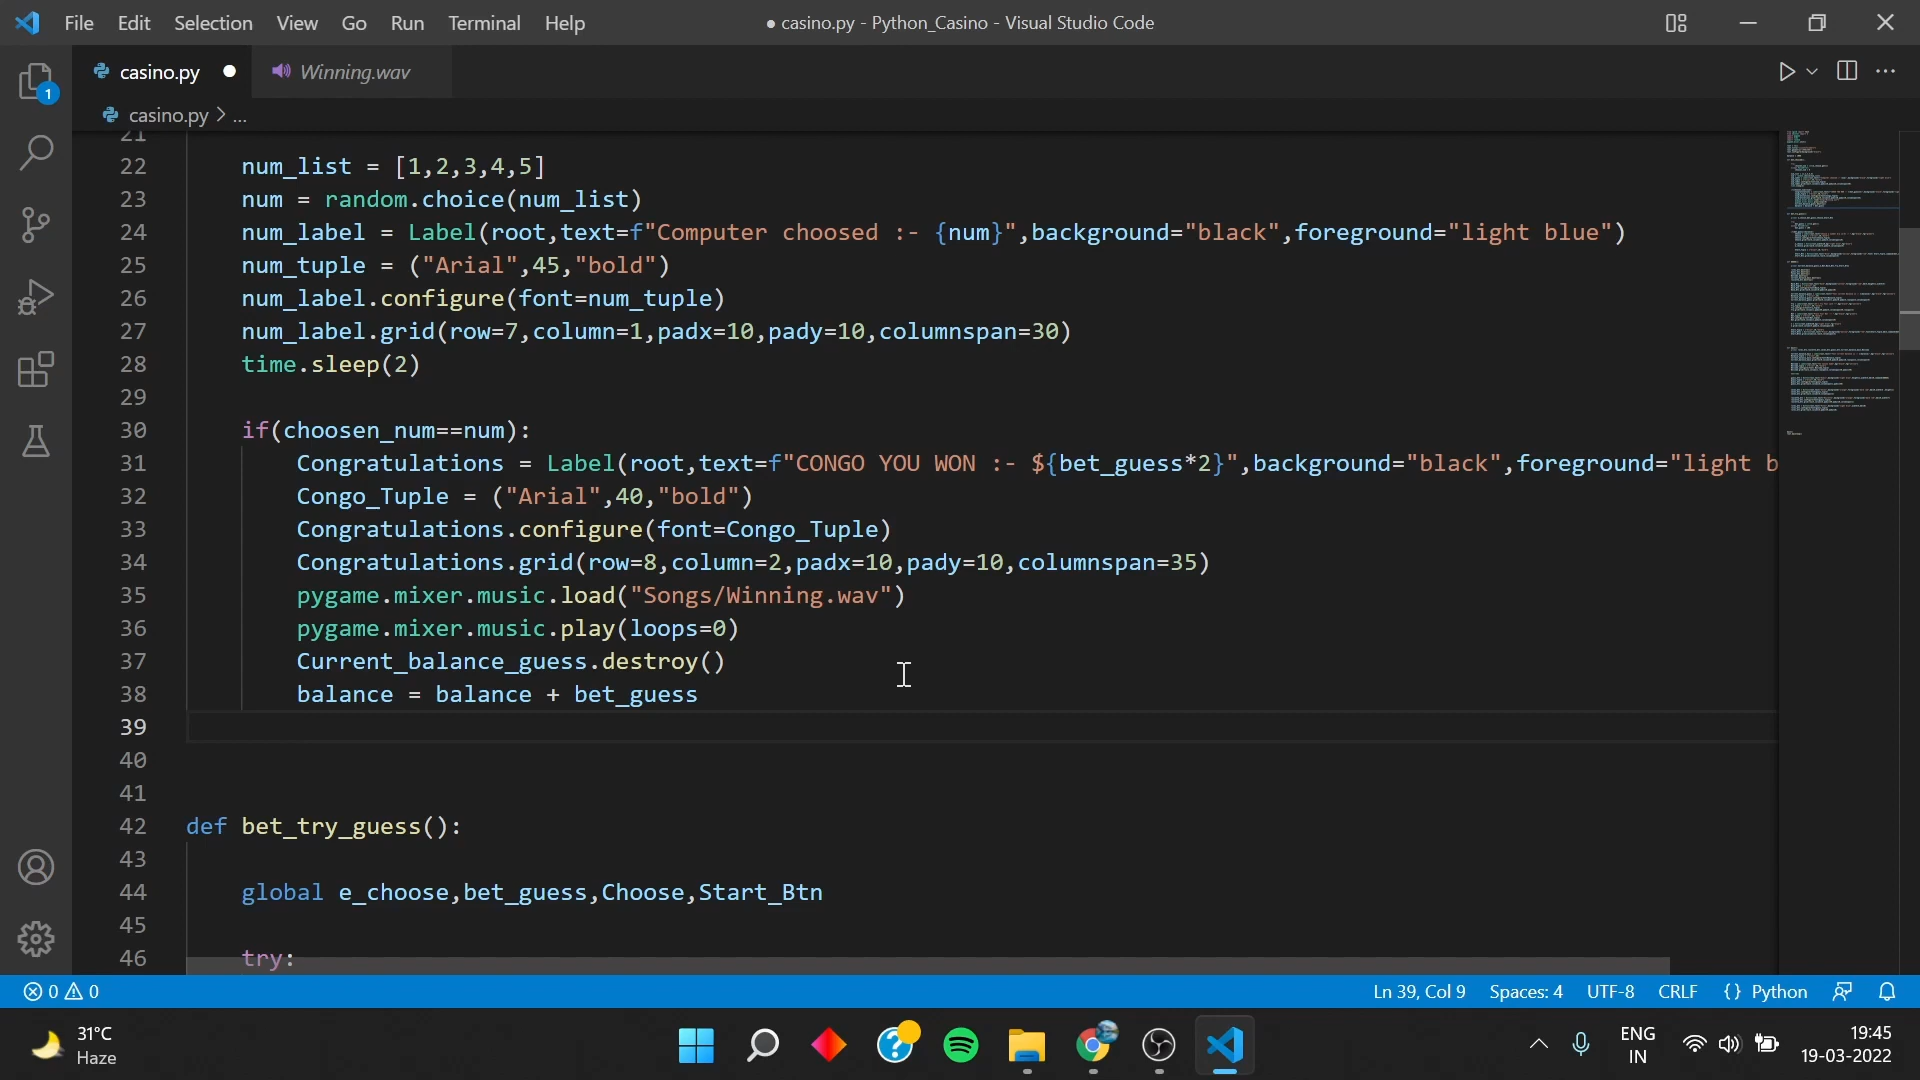 File Edit Selection View Go Run Terminal Help
● casino.py - Python_Casino - Visual Studio Code
casino.py
Winning.wav
1
casino.py > ...
21
22 num_list = [1,2,3,4,5]
23 num = random.choice(num_list)
24 num_label = Label(root,text=f"Computer choosed :- {num}",background="black",foreground="light blue")
25 num_tuple = ("Arial",45,"bold")
26 num_label.configure(font=num_tuple)
27 num_label.grid(row=7,column=1,padx=10,pady=10,columnspan=30)
28 time.sleep(2)
29
30 if(choosen_num==num):
31 Congratulations = Label(root,text=f"CONGO YOU WON :- ${bet_guess*2}",background="black",foreground="light b
32 Congo_Tuple = ("Arial",40,"bold")
33 Congratulations.configure(font=Congo_Tuple)
34 Congratulations.grid(row=8,column=2,padx=10,pady=10,columnspan=35)
35 pygame.mixer.music.load("Songs/Winning.wav")
36 pygame.mixer.music.play(loops=0)
37 Current_balance_guess.destroy()
38 balance = balance + bet_guess
39
40
41
42 def bet_try_guess():
43
44 global e_choose,bet_guess,Choose,Start_Btn
45
46 try:
0 0
Ln 39, Col 9 Spaces: 4 UTF-8 CRLF {} Python
31°C
Haze
ENG
IN
19:45
19-03-2022